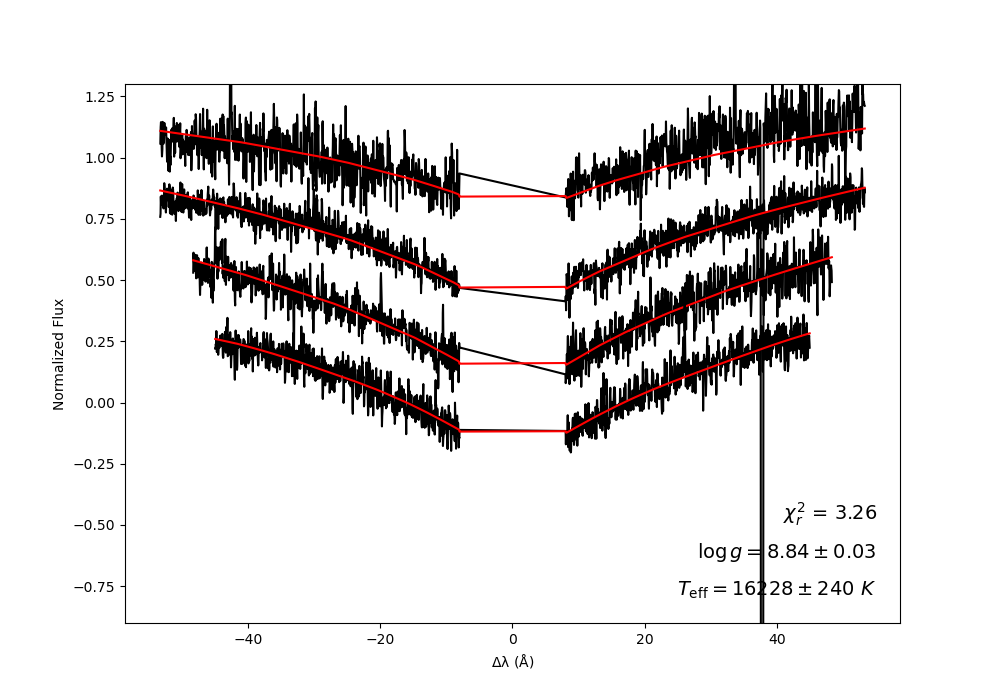 1.25
1.00
0.75
0.50
0.25
0.00
−0.25
−0.50
−0.75
Normalized Flux
χ²ᵣ = 3.26
log g = 8.84 ± 0.03
T_eff = 16228 ± 240 K
−40 −20 0 20 40
Δλ (Å)